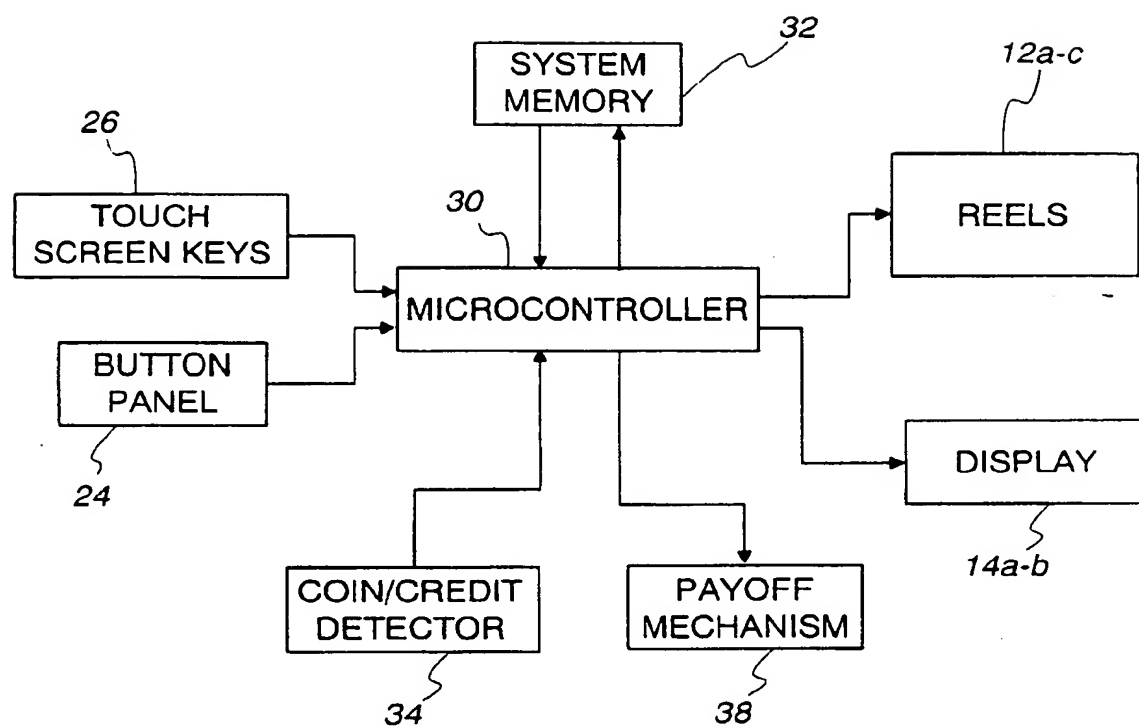 32
SYSTEM
MEMORY
12a-c
26
TOUCH
SCREEN KEYS
30
REELS
MICROCONTROLLER
BUTTON
PANEL
24
DISPLAY
14a-b
COIN/CREDIT
DETECTOR
34
PAYOFF
MECHANISM
38